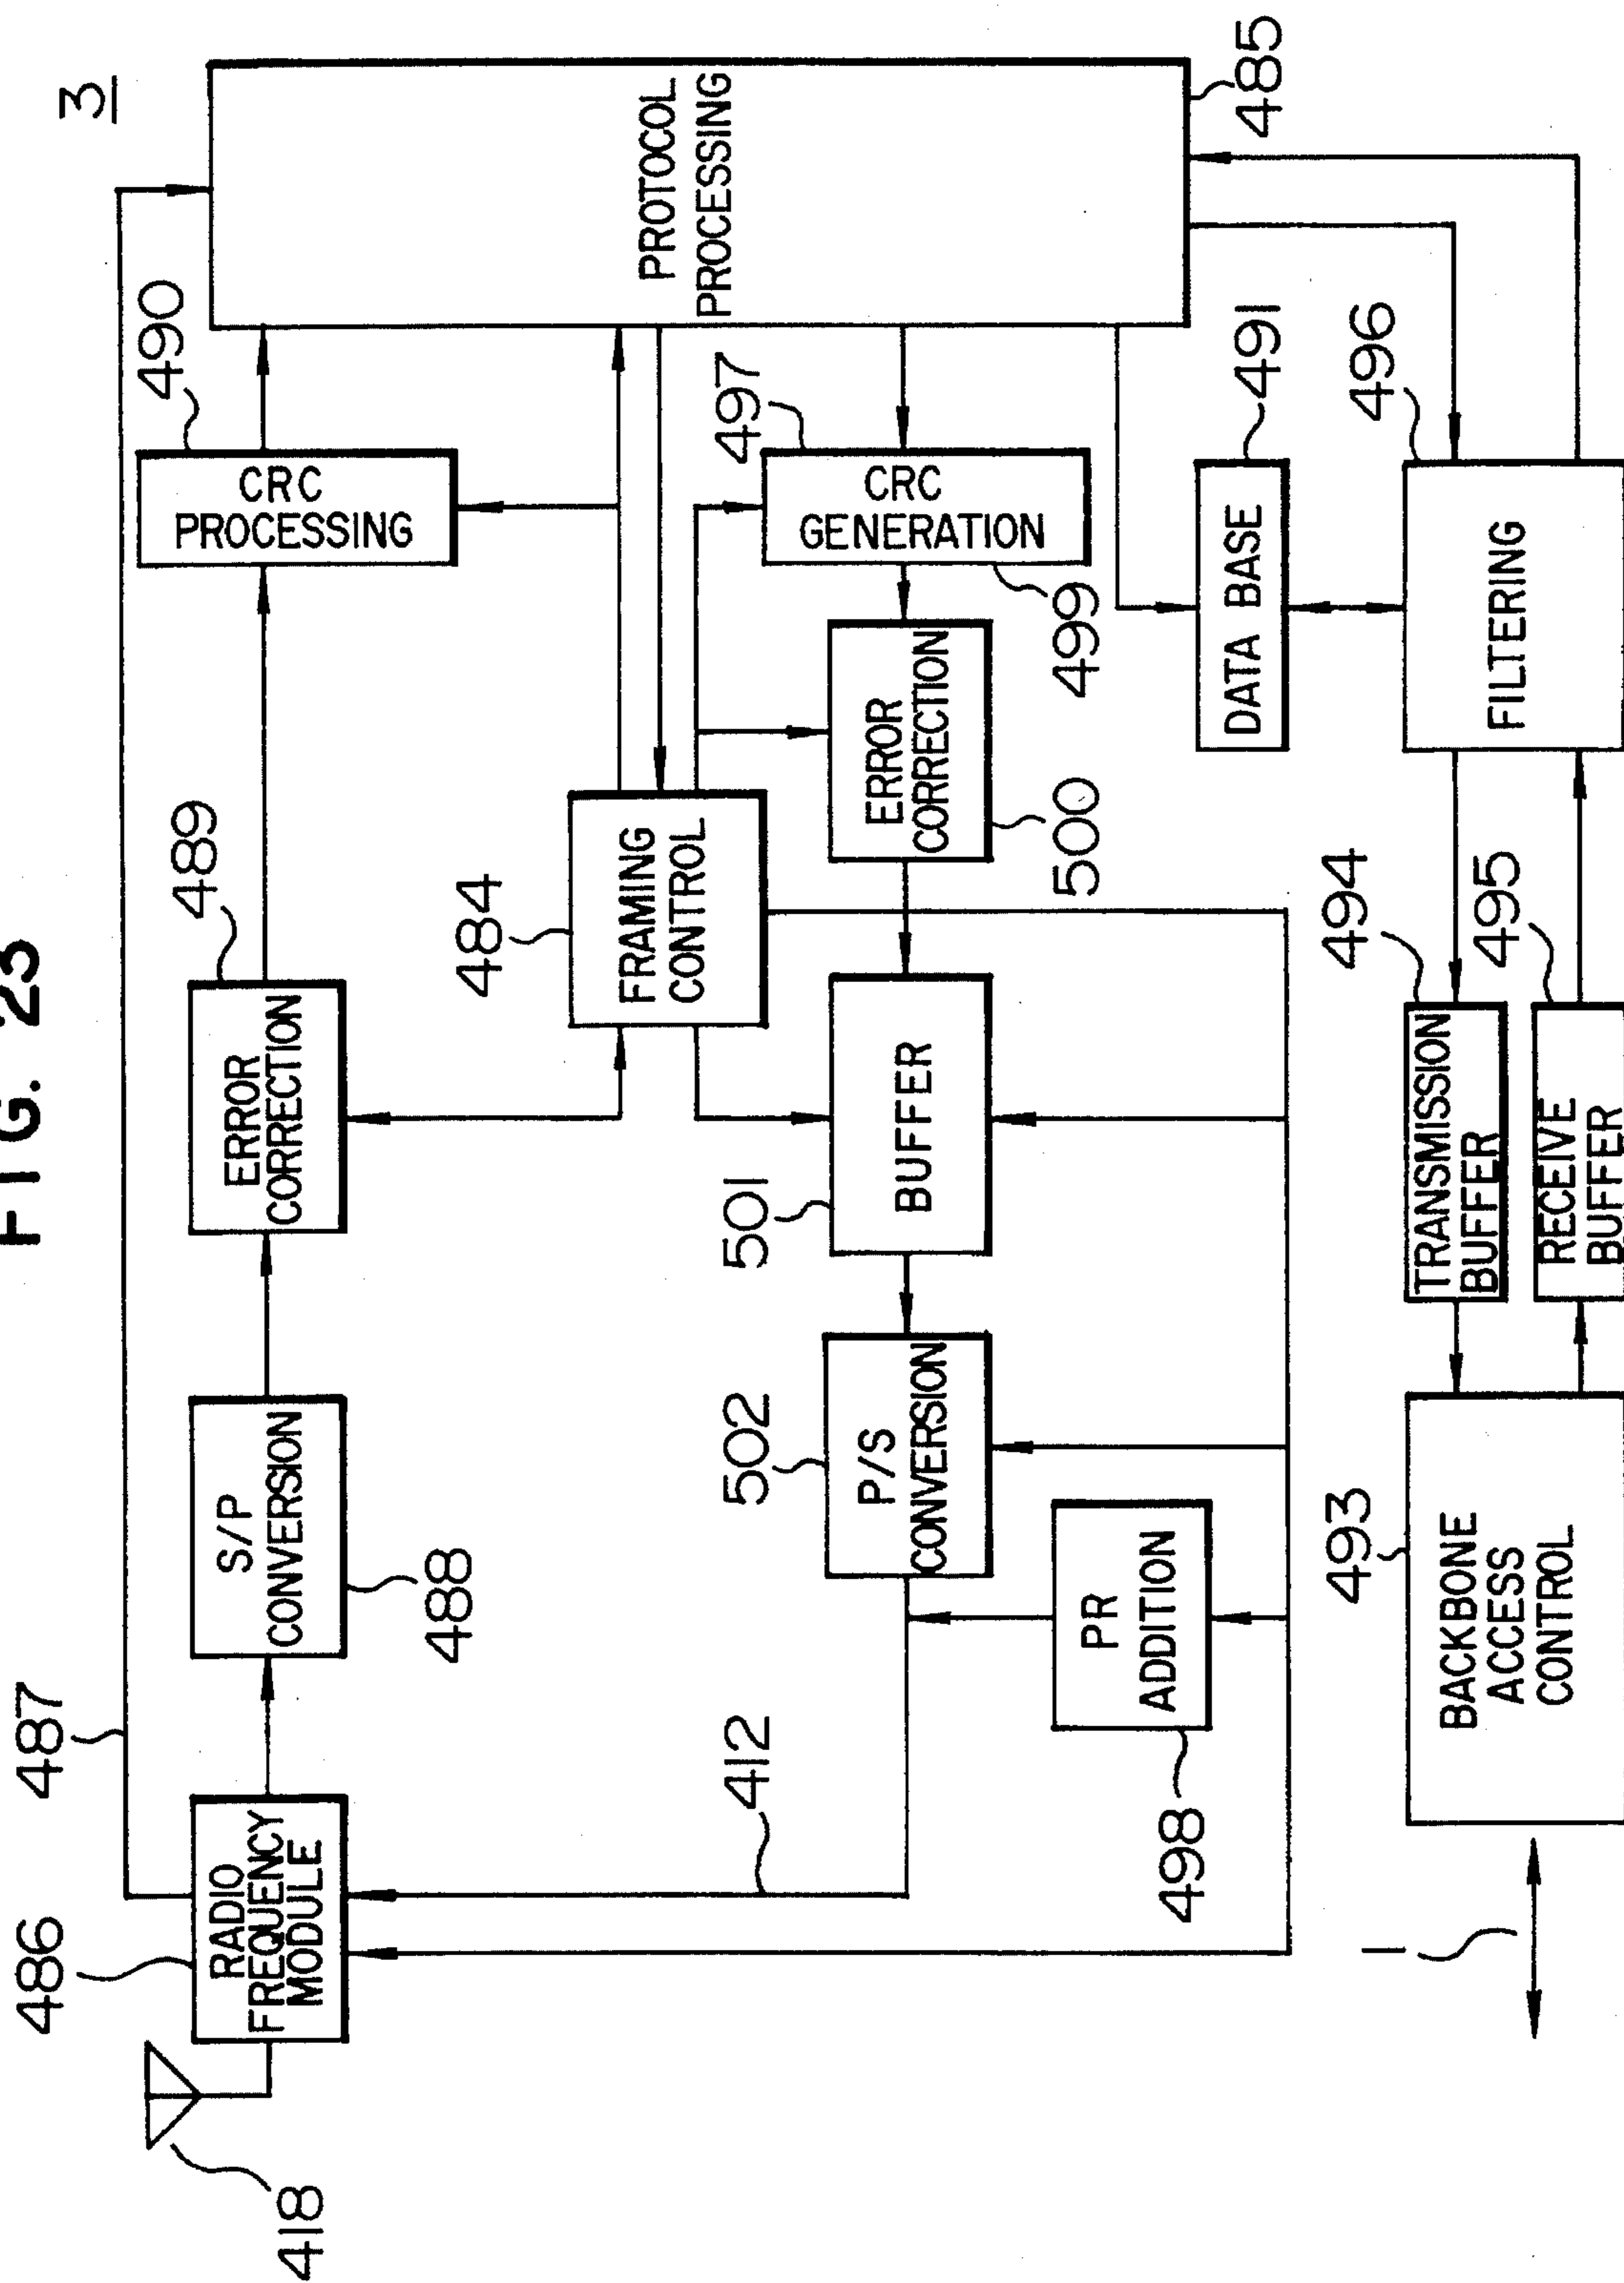 FIG. 23
3
487
486
RADIO
FREQUENCY
MODULE
418
S/P
CONVERSION
488
ERROR
CORRECTION
489
CRC
PROCESSING
490
PROTOCOL
PROCESSING
485
FRAMING
CONTROL
484
412
P/S
CONVERSION
502
BUFFER
501
ERROR
CORRECTION
500
CRC
GENERATION
497
499
PR
ADDITION
498
DATA BASE
491
1
BACKBONE
ACCESS
CONTROL
493
TRANSMISSION
BUFFER
494
RECEIVE
BUFFER
495
FILTERING
496